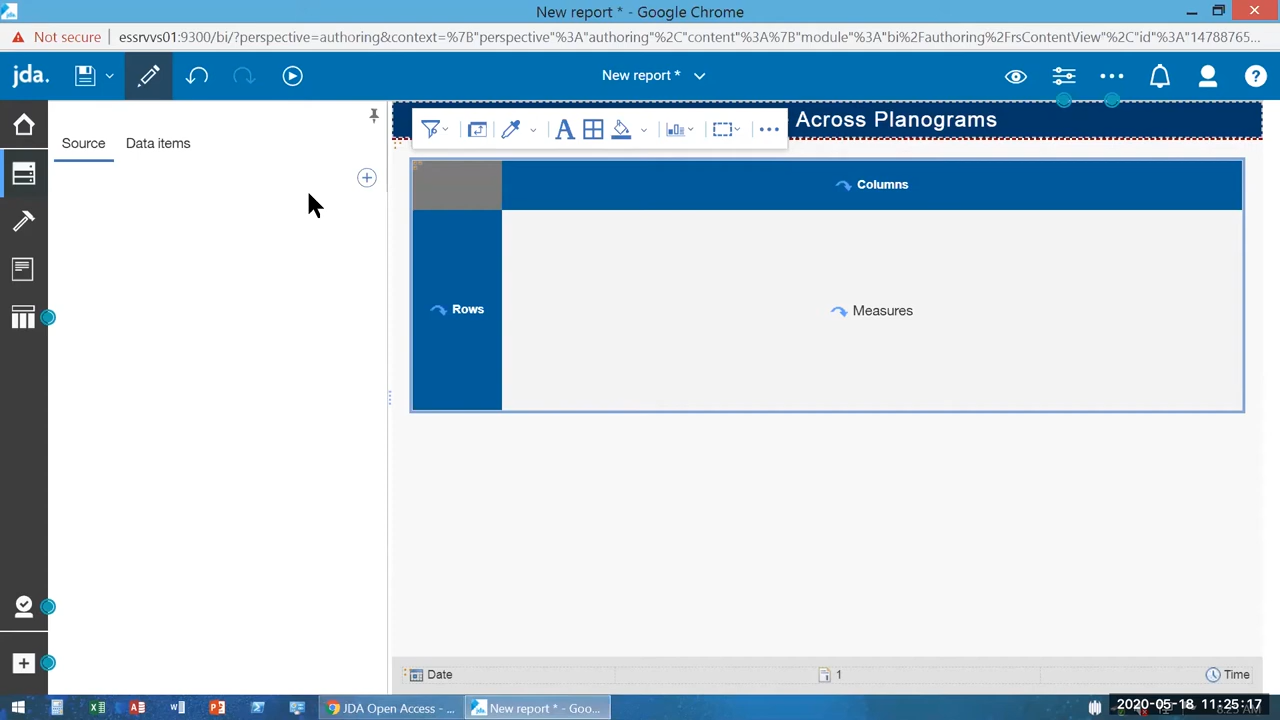 New report * - Google Chrome
Not secure
essrvvs01:9300/bi/?perspective=authoring&context=%7B"perspective"%3A"authoring"%2C"content"%3A%7B"module"%3A"bi%2Fauthoring%2FrsContentView"%2C"id"%3A"14788765...
jda.
New report *
Across Planograms
Source
Data items
Columns
Rows
Measures
Date
1
Time
JDA Open Access - ...
New report * - Goo...
2020-05-18 11:25:17